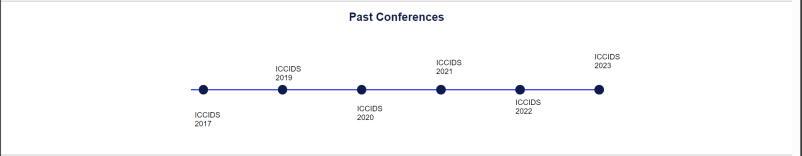 Past Conferences
ICCIDS
2017
ICCIDS
2019
ICCIDS
2020
ICCIDS
2021
ICCIDS
2022
ICCIDS
2023